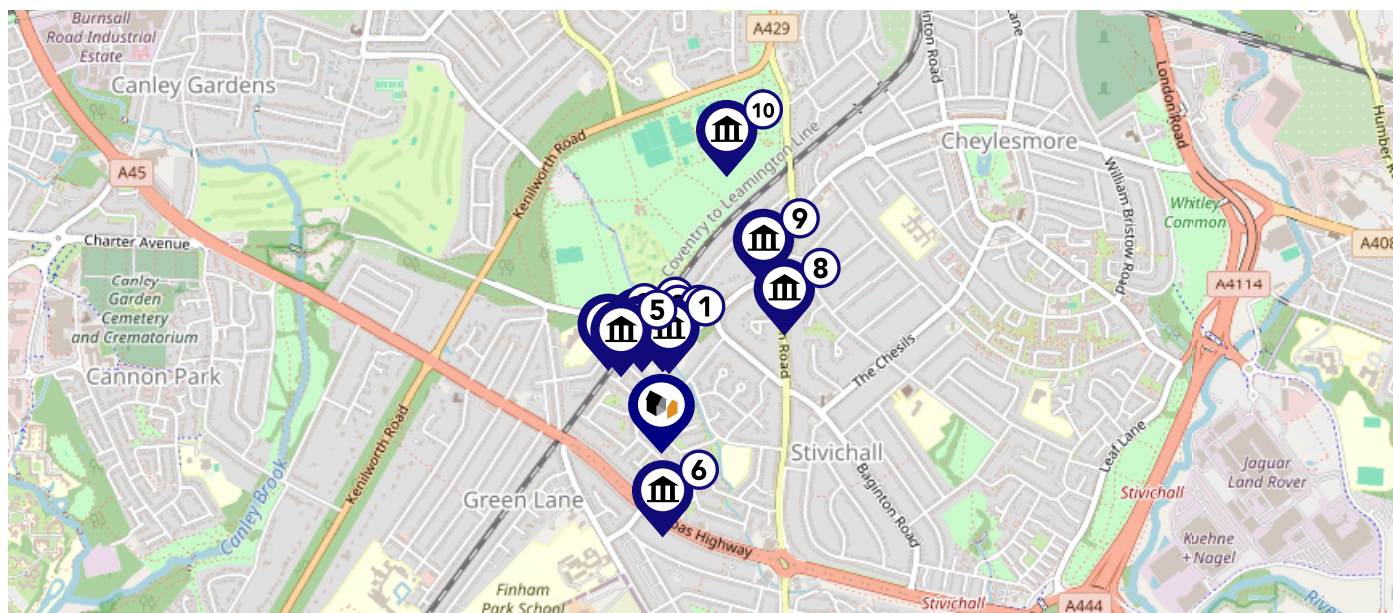 Burnsall
Road Industrial
Estate
Canley Gardens
A429
10
London Road
Cheylesmore
A45
Kenilworth Road
Coventry to Leamington Line
William Bristow Road
Whitley
Common
Charter Avenue
9
A408
Canley
Garden
Cemetery
and Crematorium
8
A4114
5
1
Road
The Chesils
Cannon Park
Kenilworth Road
Stivichall
Leaf Lane
6
Green Lane
Canley Brook
Baginton Road
Stivichall
Jaguar
Land Rover
Highway
Kuehne
+ Nagel
Finham
Park School
Stivichall
A444